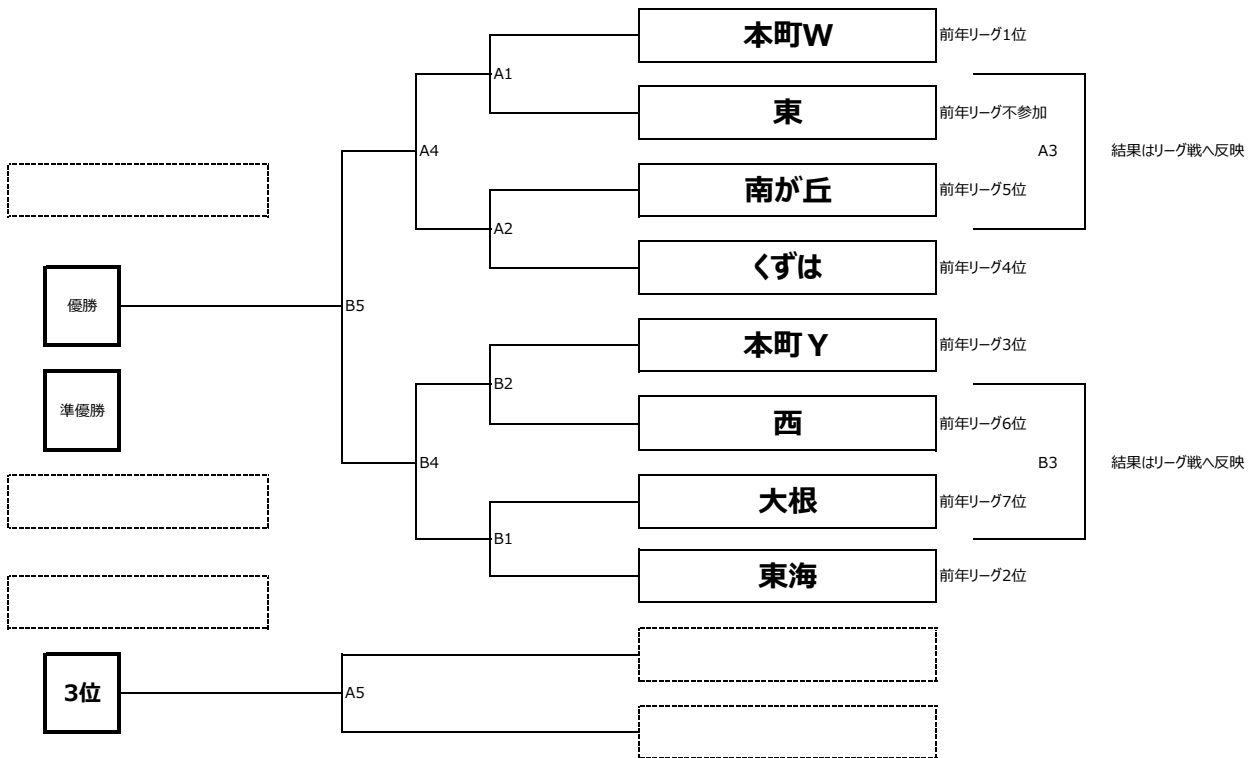 本町W
前年リーグ1位
A1
東
前年リーグ不参加
A4
A3
結果はリーグ戦へ反映
南が丘
前年リーグ5位
A2
くずは
前年リーグ4位
優勝
B5
本町Y
前年リーグ3位
B2
準優勝
西
前年リーグ6位
B4
B3
結果はリーグ戦へ反映
大根
前年リーグ7位
B1
東海
前年リーグ2位
3位
A5